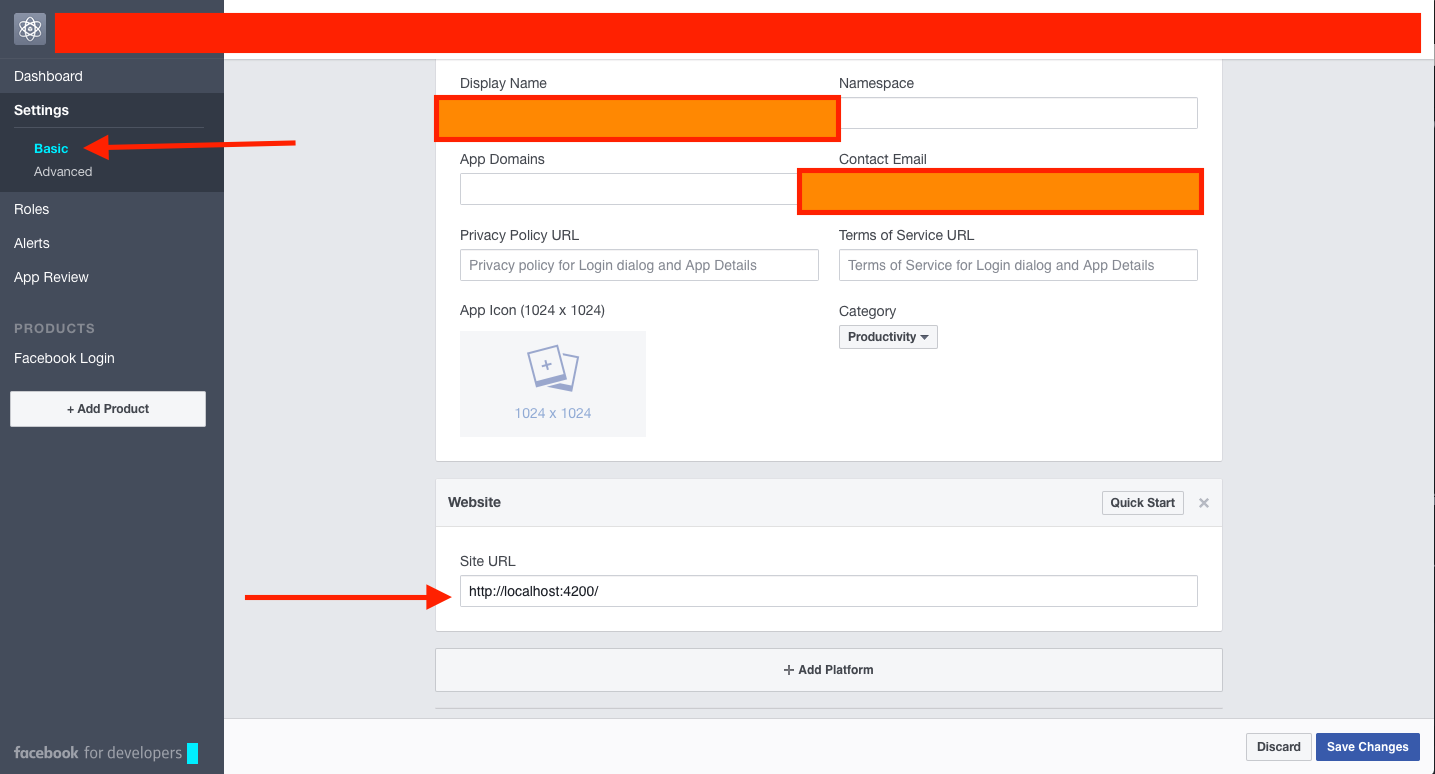 Dashboard
Settings
Basic
Advanced
Roles
Alerts
App Review
PRODUCTS
Facebook Login
+ Add Product
facebook for developers
Display Name
Namespace
App Domains
Contact Email
Privacy Policy URL
Terms of Service URL
Privacy policy for Login dialog and App Details
Terms of Service for Login dialog and App Details
App Icon (1024 x 1024)
Category
Productivity
1024 x 1024
Website
Quick Start
Site URL
http://localhost:4200/
+ Add Platform
Discard
Save Changes